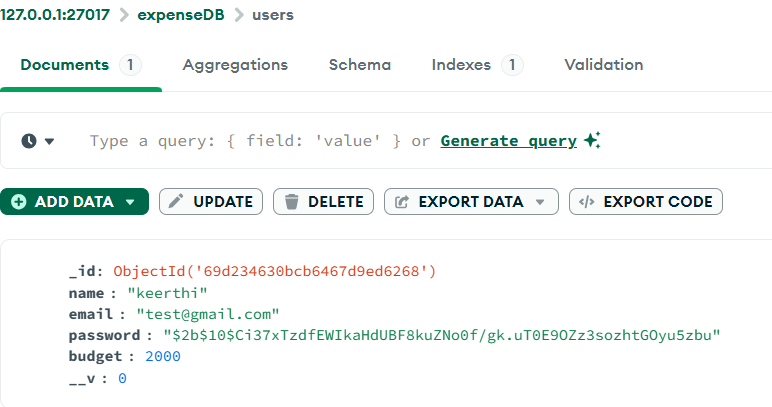 127.0.0.1:27017 > expenseDB > users
Documents 1 Aggregations Schema Indexes 1 Validation
Type a query: { field: 'value' } or Generate query
ADD DATA UPDATE DELETE EXPORT DATA </> EXPORT CODE
_id: ObjectId('69d234630bcb6467d9ed6268')
name : "keerthi"
email : "test@gmail.com"
password : "$2b$10$Ci37xTzdfEWIkaHdUBF8kuZNo0f/gk.uT0E9OZz3sozhtGOyu5zbu"
budget : 2000
__v : 0